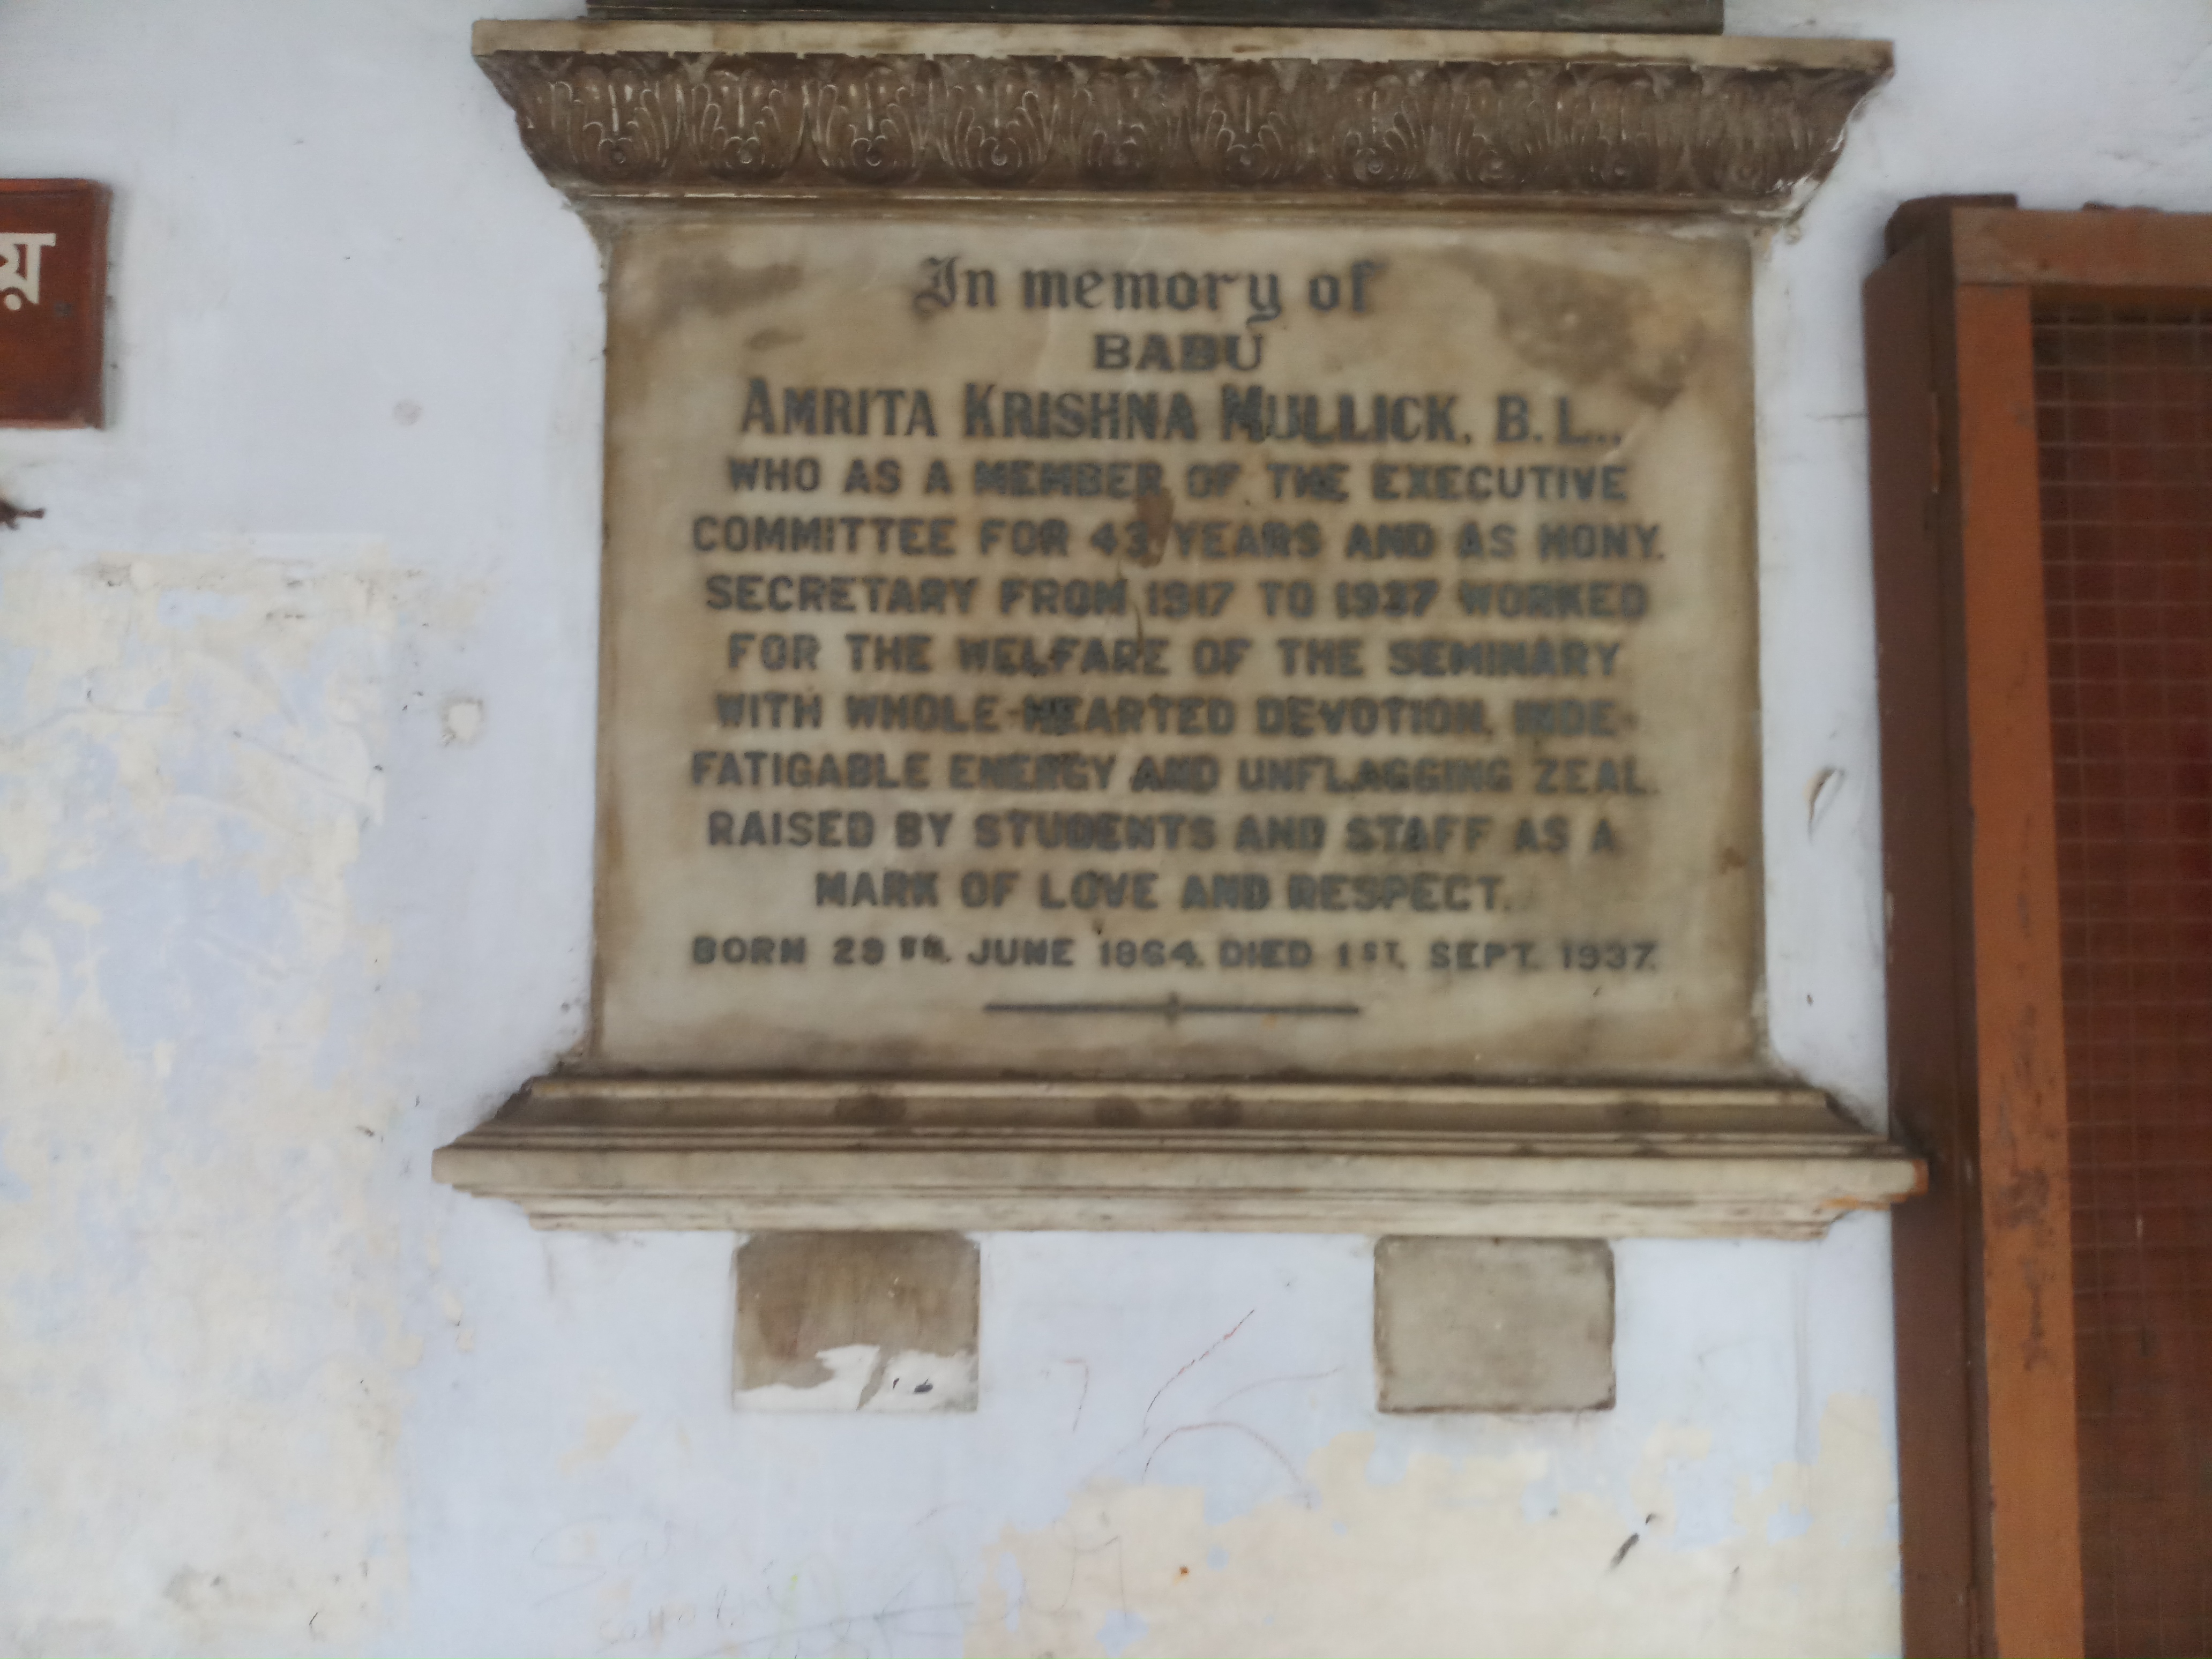 য়
In memory of
BABU
AMRITA KRISHNA MULLICK, B.L.,
WHO AS A MEMBER OF THE EXECUTIVE
COMMITTEE FOR 43 YEARS AND AS HONY.
SECRETARY FROM 1917 TO 1937 WORKED
FOR THE WELFARE OF THE SEMINARY
WITH WHOLE-HEARTED DEVOTION, INDE-
FATIGABLE ENERGY AND UNFLAGGING ZEAL.
RAISED BY STUDENTS AND STAFF AS A
MARK OF LOVE AND RESPECT.
BORN 29TH. JUNE 1864. DIED 1ST. SEPT. 1937.